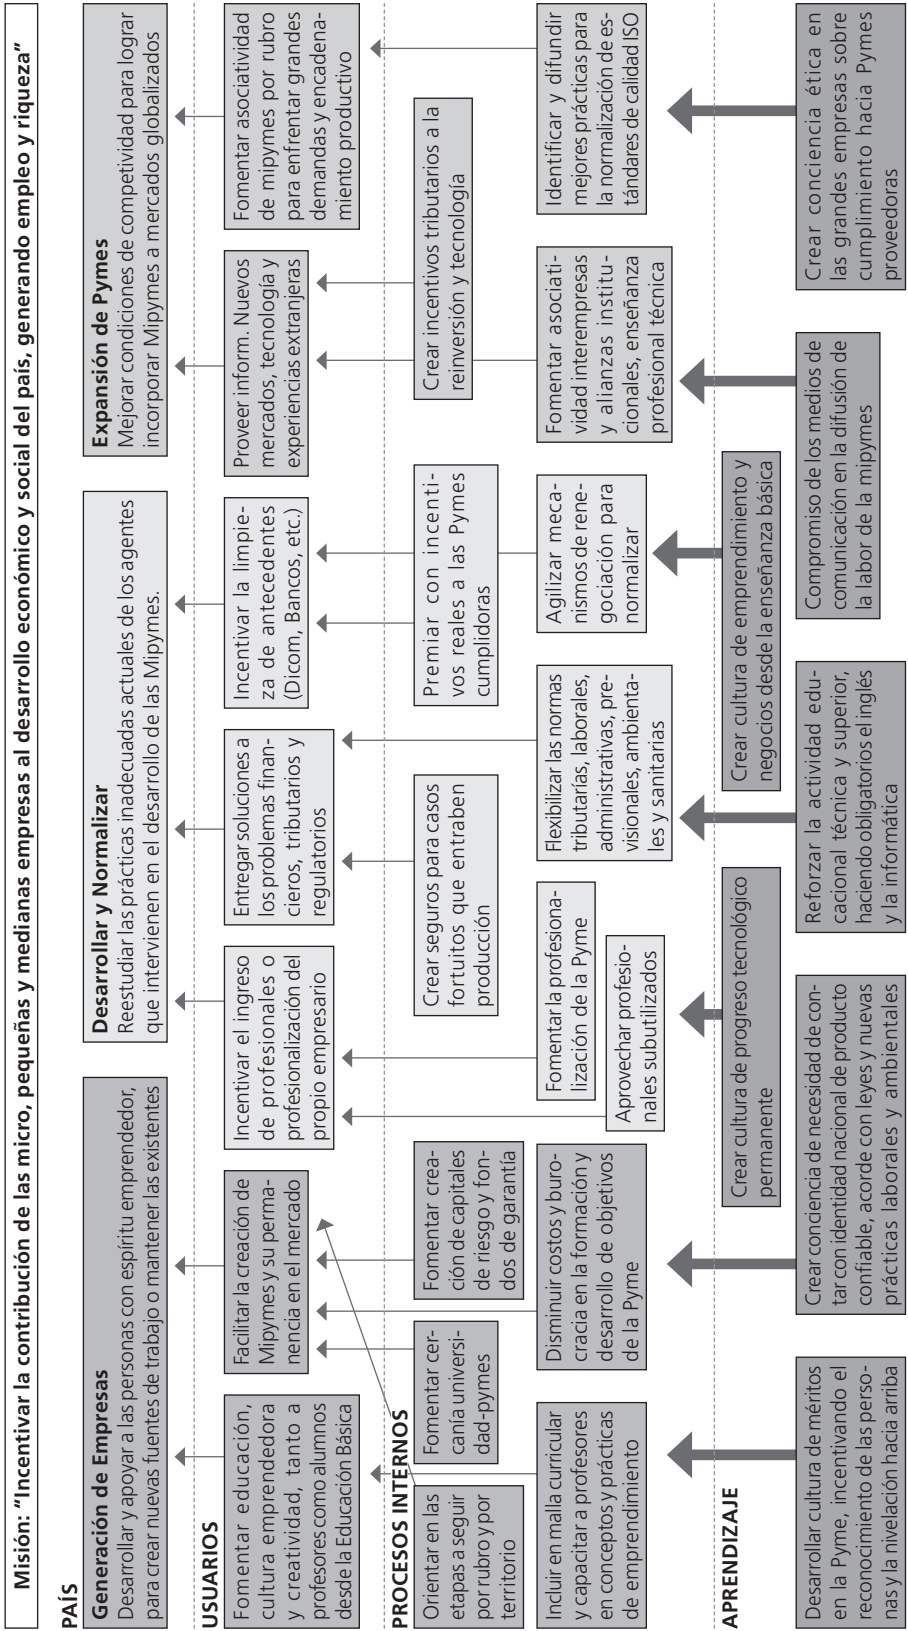 Misión: "Incentivar la contribución de las micro, pequeñas y medianas empresas al desarrollo económico y social del país, generando empleo y riqueza"
PAÍS
Generación de Empresas
Desarrollar y apoyar a las personas con espíritu emprendedor,
para crear nuevas fuentes de trabajo o mantener las existentes
Desarrollar y Normalizar
Reestudiar las prácticas inadecuadas actuales de los agentes
que intervienen en el desarrollo de las Mipymes.
Expansión de Pymes
Mejorar condiciones de competividad para lograr
incorporar Mipymes a mercados globalizados
USUARIOS
Fomentar educación,
cultura emprendedora
y creatividad, tanto a
profesores como alumnos
desde la Educación Básica
Facilitar la creación de
Mipymes y su perma-
nencia en el mercado
Incentivar el ingreso
de profesionales o
profesionalización del
propio empresario
Entregar soluciones a
los problemas finan-
cieros, tributarios y
regulatorios
Incentivar la limpie-
za de antecedentes
(Dicom, Bancos, etc.)
Proveer inform. Nuevos
mercados, tecnología y
experiencias extranjeras
Fomentar asociatividad
de mipymes por rubro
para enfrentar grandes
demandas y encadena-
miento productivo
PROCESOS INTERNOS
Orientar en las
etapas a seguir
por rubro y por
territorio
Fomentar cer-
canía universi-
dad-pymes
Fomentar crea-
ción de capitales
de riesgo y fon-
dos de garantía
Crear seguros para casos
fortuitos que entraben
producción
Premiar con incenti-
vos reales a las Pymes
cumplidoras
Crear incentivos tributarios a la
reinversión y tecnología
Incluir en malla curricular
y capacitar a profesores
en conceptos y prácticas
de emprendimiento
Disminuir costos y buro-
cracia en la formación y
desarrollo de objetivos
de la Pyme
Fomentar la profesiona-
lización de la Pyme
Aprovechar profesio-
nales subutilizados
Flexibilizar las normas
tributarias, laborales,
administrativas, pre-
visionales, ambienta-
les y sanitarias
Agilizar meca-
nismos de rene-
gociación para
normalizar
Fomentar asociati-
vidad interempresas
y alianzas institu-
cionales, enseñanza
profesional técnica
Identificar y difundir
mejores prácticas para
la normalización de es-
tándares de calidad ISO
APRENDIZAJE
Crear cultura de progreso tecnológico
permanente
Crear cultura de emprendimiento y
negocios desde la enseñanza básica
Desarrollar cultura de méritos
en la Pyme, incentivando el
reconocimiento de las perso-
nas y la nivelación hacia arriba
Crear conciencia de necesidad de con-
tar con identidad nacional de producto
confiable, acorde con leyes y nuevas
prácticas laborales y ambientales
Reforzar la actividad edu-
cacional técnica y superior,
haciendo obligatorios el inglés
y la informática
Compromiso de los medios de
comunicación en la difusión de
la labor de la mipymes
Crear conciencia ética en
las grandes empresas sobre
cumplimiento hacia Pymes
proveedoras